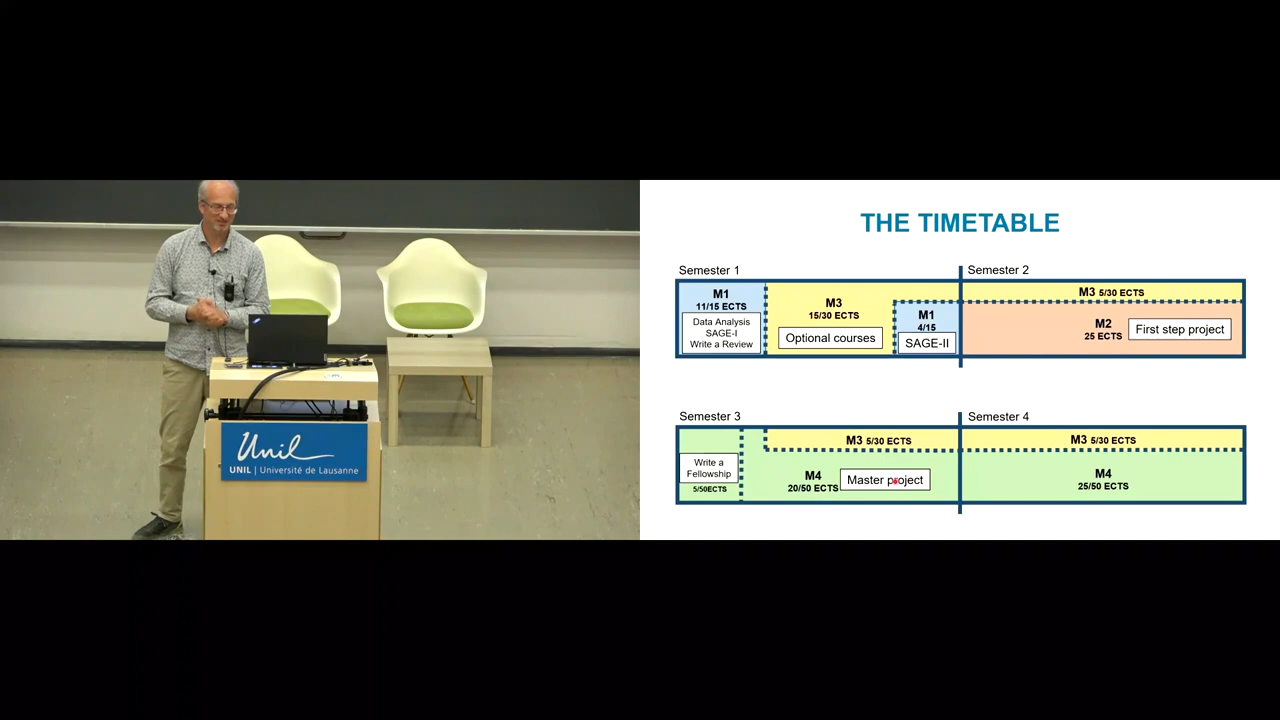 Unil
UNIL | Université de Lausanne
THE TIMETABLE
Semester 1
Semester 2
M1
11/15 ECTS
Data Analysis
SAGE-I
Write a Review
M3
15/30 ECTS
Optional courses
M1
4/15
SAGE-II
M3 5/30 ECTS
M2
25 ECTS
First step project
Semester 3
Semester 4
Write a
Fellowship
5/50ECTS
M3 5/30 ECTS
M4
20/50 ECTS
Master project
M3 5/30 ECTS
M4
25/50 ECTS